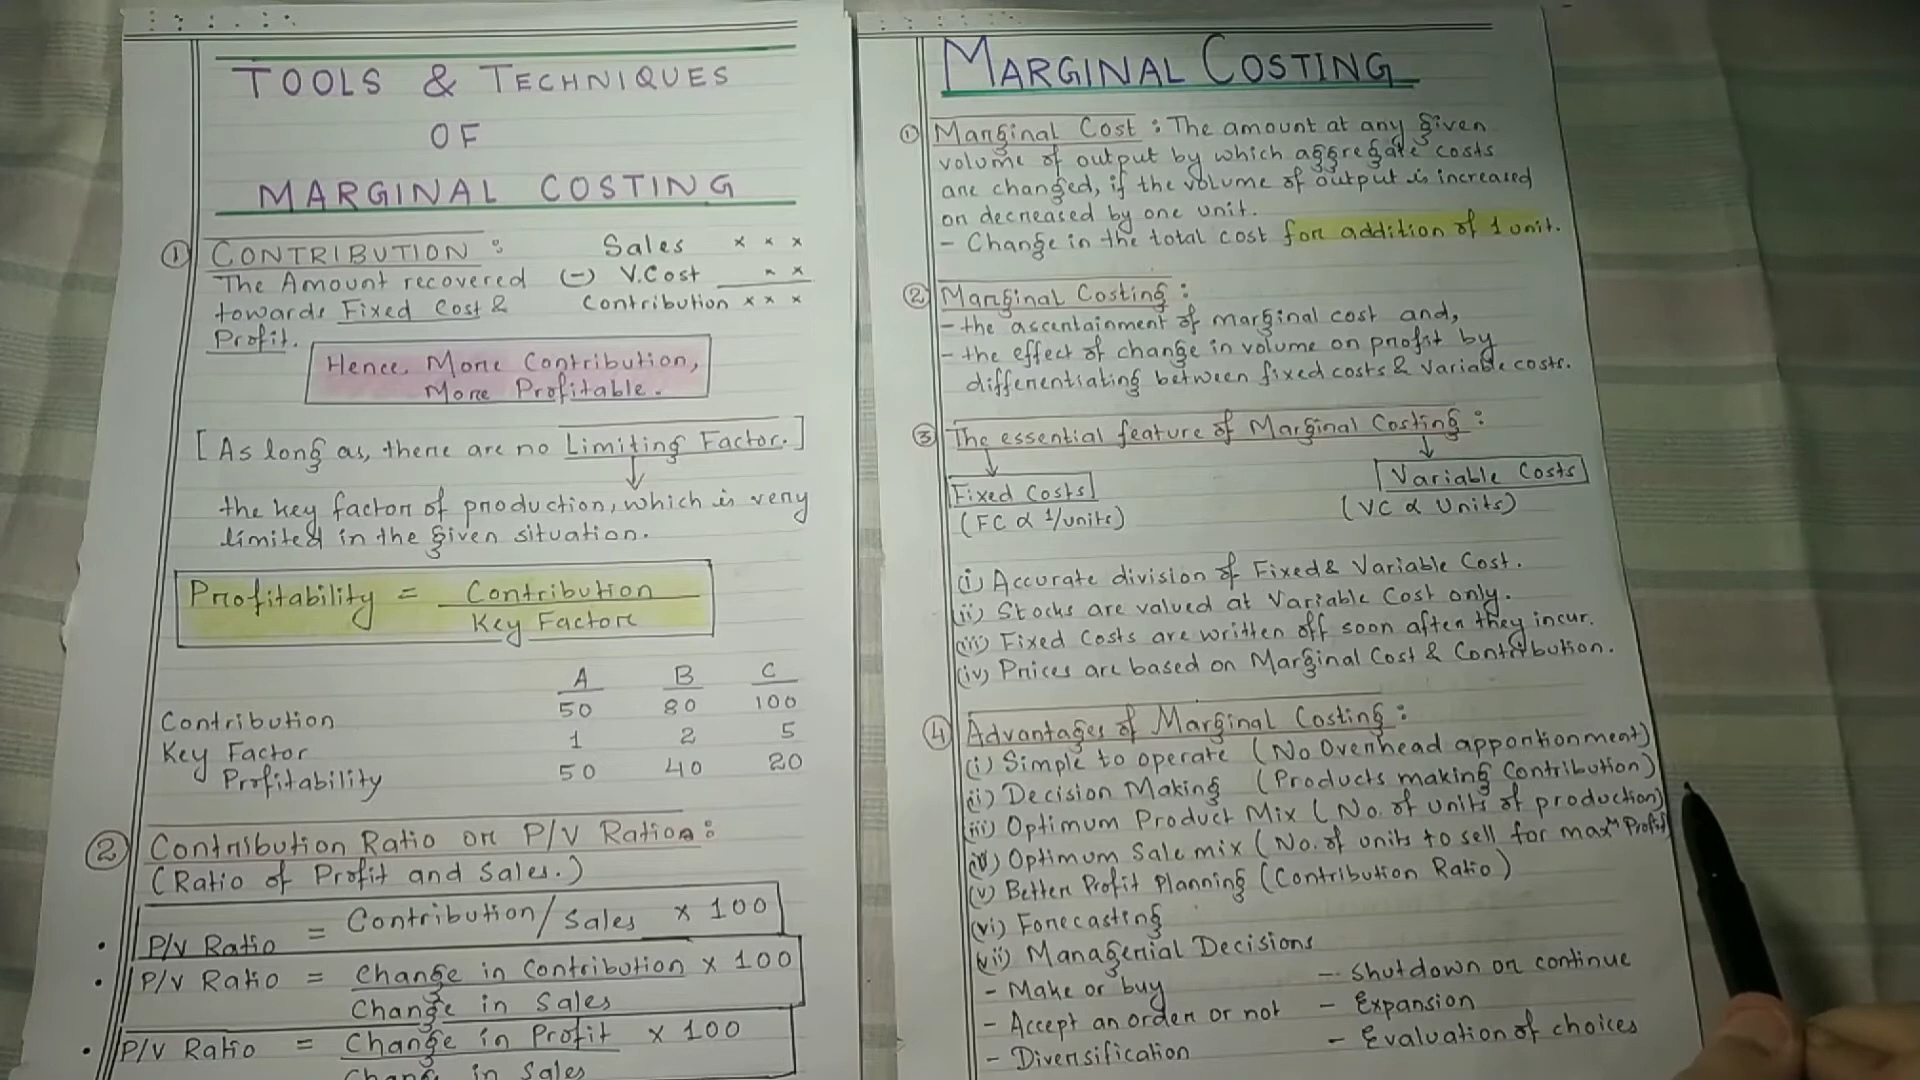 TOOLS & TECHNIQUES
OF
MARGINAL COSTING
① CONTRIBUTION : Sales x x x
The Amount recovered (-) V.Cost x x
towards Fixed Cost & Contribution x x x
Profit.
Hence, More Contribution,
More Profitable.
[As long as, there are no Limiting Factor.]
the key factor of production, which is very
limited in the given situation.
Profitability = Contribution
Key Factor
A B C
Contribution 50 80 100
Key Factor 1 2 5
Profitability 50 40 20
② Contribution Ratio or P/V Ratio :
(Ratio of Profit and Sales.)
• P/V Ratio = Contribution/Sales x 100
• P/V Ratio = Change in Contribution x 100
Change in Sales
• P/V Ratio = Change in Profit x 100
Change in Sales
MARGINAL COSTING
① Marginal Cost : The amount at any given
volume of output by which aggregate costs
are changed, if the volume of output is increased
or decreased by one unit.
- Change in the total cost for addition of 1 unit.
② Marginal Costing :
- the ascertainment of marginal cost and,
- the effect of change in volume on profit by
differentiating between fixed costs & Variable costs.
③ The essential feature of Marginal Costing :
↓ ↓
Fixed Costs Variable Costs
(FC ∝ 1/units) (VC ∝ Units)
(i) Accurate division of Fixed & Variable Cost.
(ii) Stocks are valued at Variable Cost only.
(iii) Fixed Costs are written off soon after they incur.
(iv) Prices are based on Marginal Cost & Contribution.
④ Advantages of Marginal Costing :
(i) Simple to operate (No Overhead apportionment)
(ii) Decision Making (Products making Contribution)
(iii) Optimum Product Mix (No. of units of production)
(iv) Optimum Sale mix (No. of units to sell for maxm Profit)
(v) Better Profit Planning (Contribution Ratio)
(vi) Forecasting
(vii) Managerial Decisions
- Make or buy - Shutdown or continue
- Accept an order or not - Expansion
- Diversification - Evaluation of choices